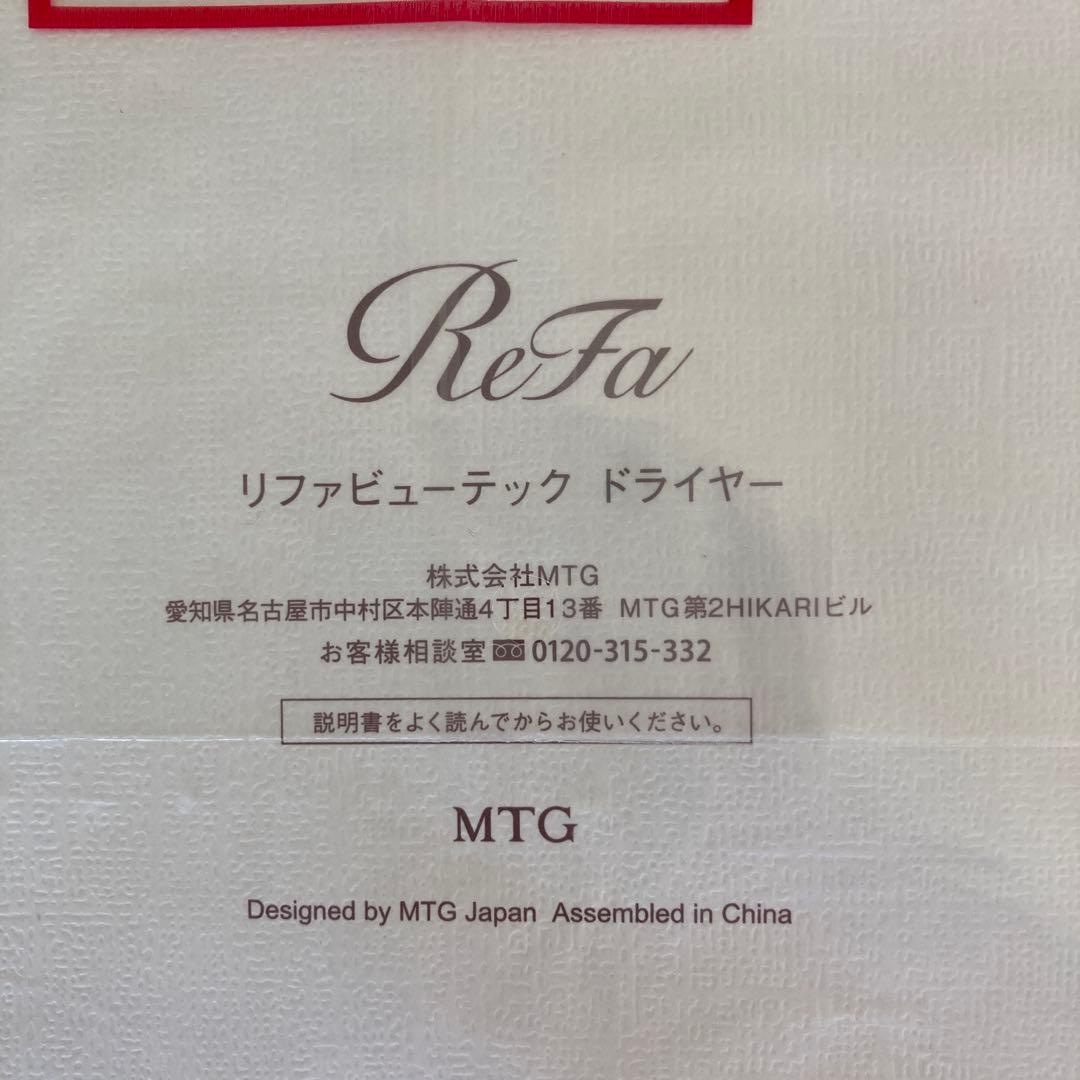 ReFa
リファビューテック ドライヤー
株式会社MTG
愛知県名古屋市中村区本陣通4丁目13番 MTG第2HIKARIビル
お客様相談室 0120-315-332
説明書をよく読んでからお使いください。
MTG
Designed by MTG Japan Assembled in China